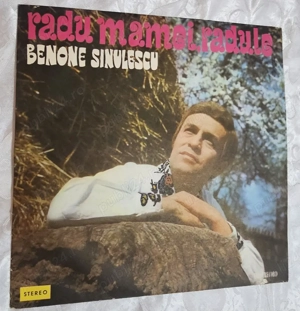 radu mamei, radule
BENONE SINULESCU
STEREO